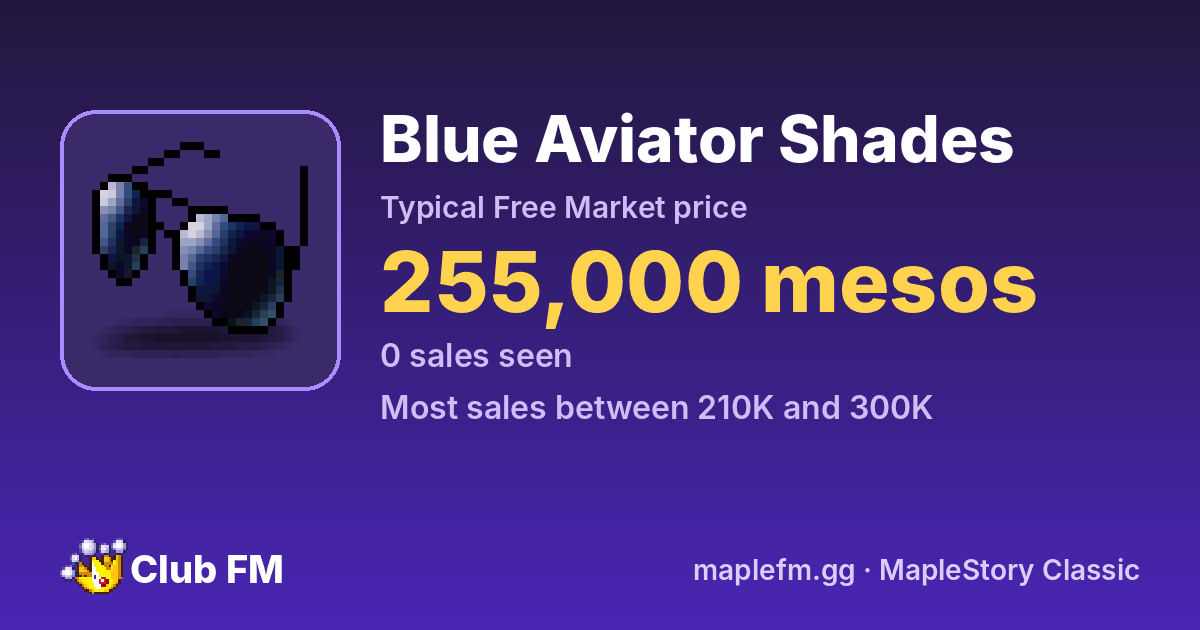 Blue Aviator Shades
Typical Free Market price
255,000 mesos
0 sales seen
Most sales between 210K and 300K
Club FM
maplefm.gg · MapleStory Classic